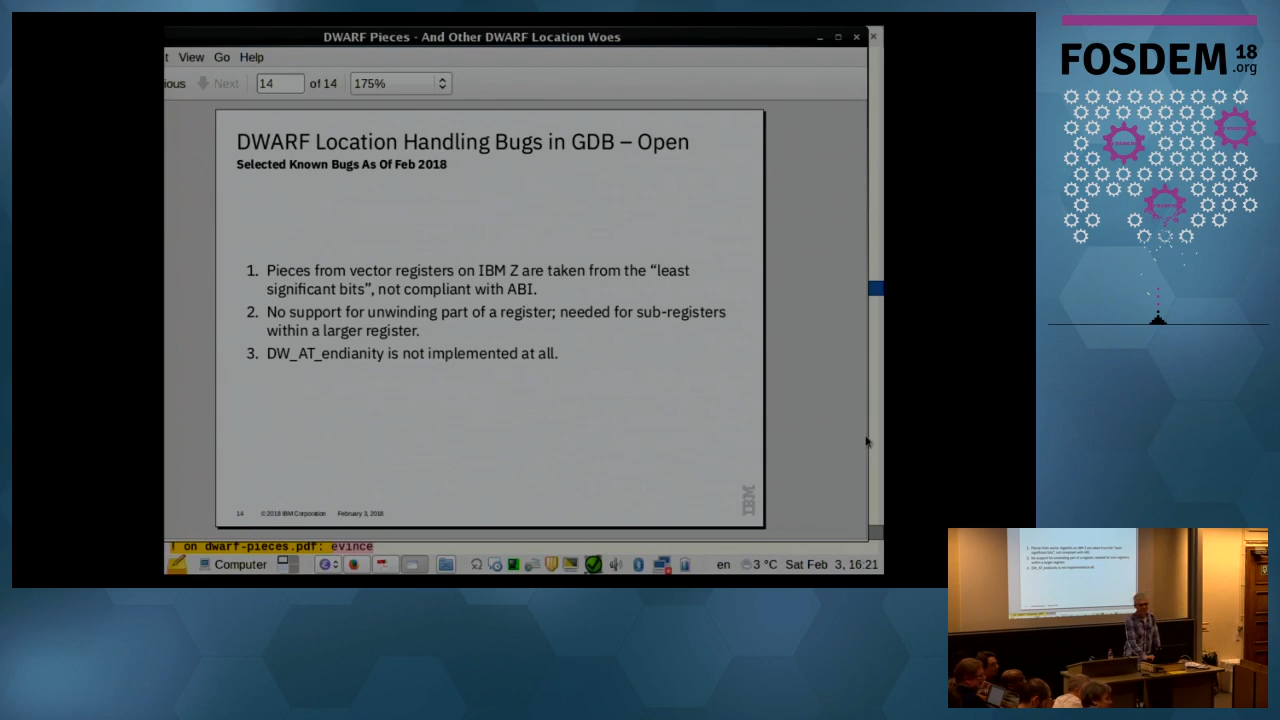 DWARF Pieces - And Other DWARF Location Woes
t View Go Help
ious Next 14 of 14 175%
DWARF Location Handling Bugs in GDB – Open
Selected Known Bugs As Of Feb 2018
1. Pieces from vector registers on IBM Z are taken from the “least
significant bits”, not compliant with ABI.
2. No support for unwinding part of a register; needed for sub-registers
within a larger register.
3. DW_AT_endianity is not implemented at all.
14 © 2018 IBM Corporation February 3, 2018
IBM
on dwarf-pieces.pdf: evince
Computer en 3 °C Sat Feb 3, 16:21
FOSDEM 18
.org